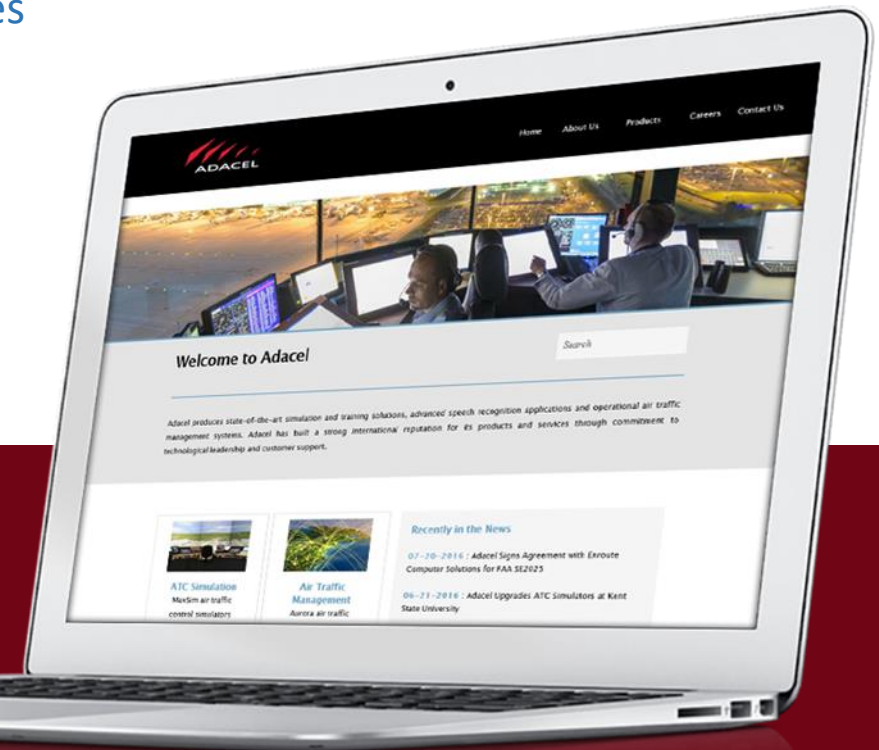 es
ADACEL
Home About Us Products Careers Contact Us
Welcome to Adacel
Search
Adacel produces state-of-the-art simulation and training solutions, advanced speech recognition applications and operational air traffic
management systems. Adacel has built a strong international reputation for its products and services through commitment to
technological leadership and customer support.
ATC Simulation
MaxSim air traffic
control simulators
Air Traffic
Management
Aurora air traffic
Recently in the News
07-20-2016 : Adacel Signs Agreement with Enroute
Computer Solutions for FAA SE2025
06-21-2016 : Adacel Upgrades ATC Simulators at Kent
State University